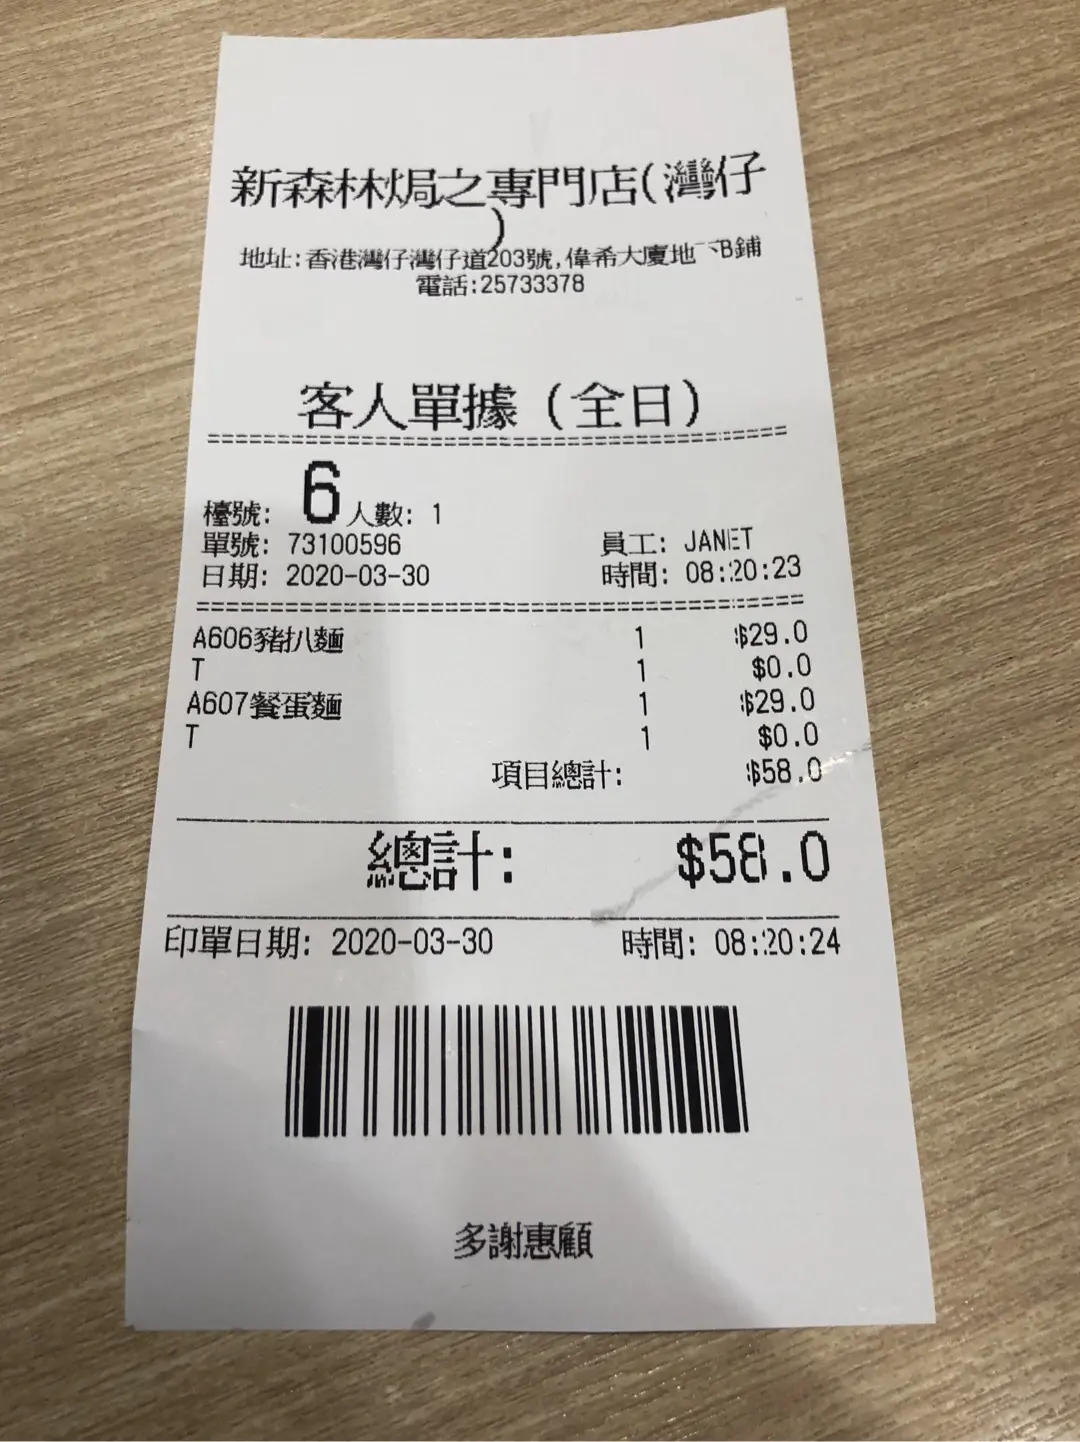 新森林焗之專門店(灣仔
)
地址:香港灣仔灣仔道203號,偉希大廈地下B鋪
電話:25733378
客人單據(全日)
檯號: 6 人數: 1
單號: 73100596 員工: JANET
日期: 2020-03-30 時間: 08:20:23
A606豬扒麵 1 $29.0
T 1 $0.0
A607餐蛋麵 1 $29.0
T 1 $0.0
項目總計: $58.0
總計: $58.0
印單日期: 2020-03-30 時間: 08:20:24
多謝惠顧